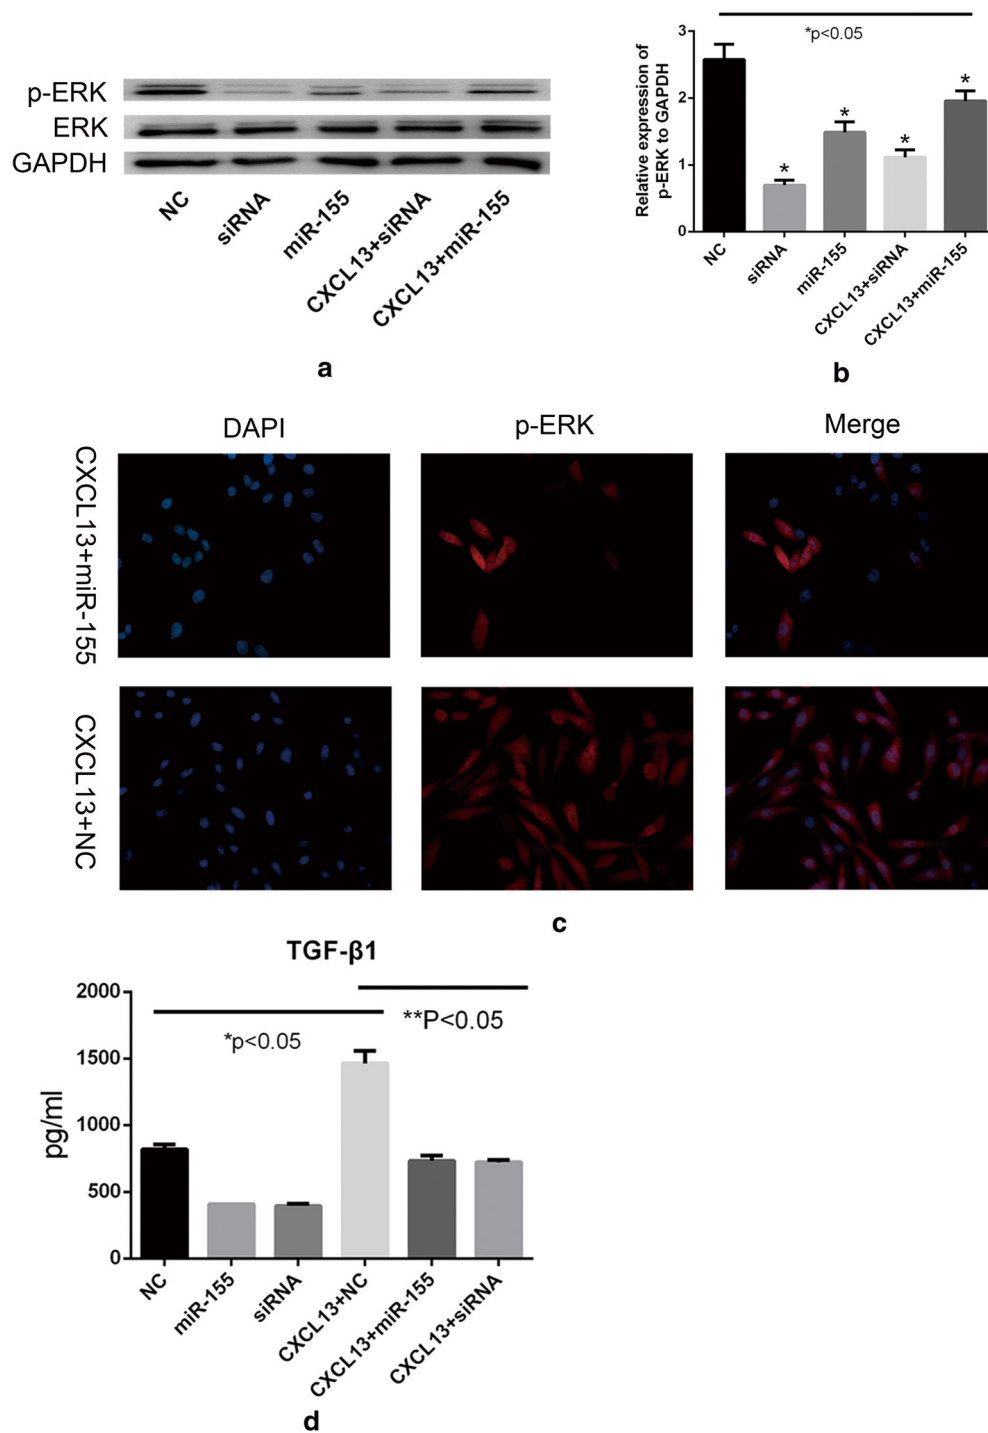 p-ERK
ERK
GAPDH
NC
siRNA
miR-155
CXCL13+siRNA
CXCL13+miR-155
a
*p<0.05
Relative expression of
p-ERK to GAPDH
3
2
1
0
*
*
*
*
NC
siRNA
miR-155
CXCL13+siRNA
CXCL13+miR-155
b
DAPI
p-ERK
Merge
CXCL13+miR-155
CXCL13+NC
c
TGF-β1
pg/ml
2000
1500
1000
500
0
*p<0.05
**P<0.05
NC
miR-155
siRNA
CXCL13+NC
CXCL13+miR-155
CXCL13+siRNA
d